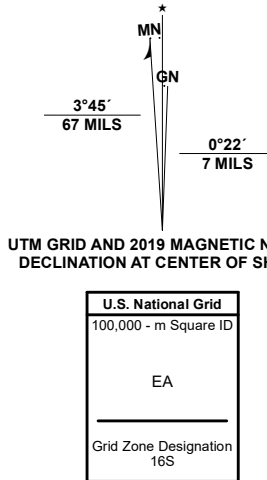 ★
MN
GN
3°45´
67 MILS
0°22´
7 MILS
UTM GRID AND 2019 MAGNETIC
DECLINATION AT CENTER OF
U.S. National Grid
100,000 - m Square ID
EA
Grid Zone Designation
16S